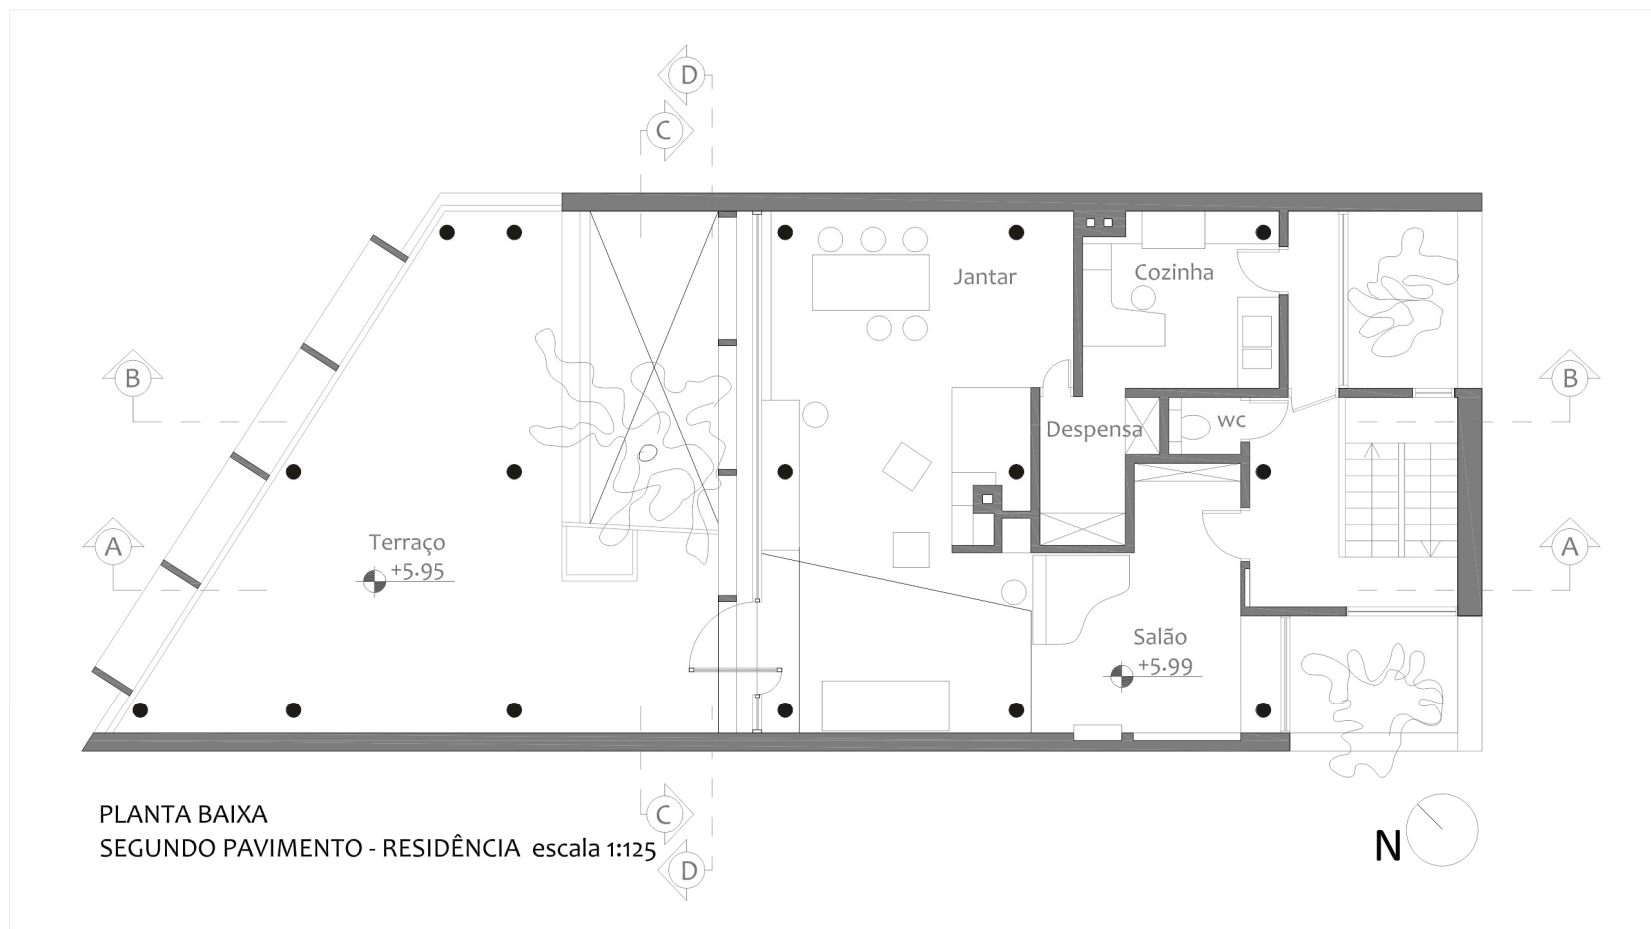 D
C
Jantar
Cozinha
B
B
Despensa
wc
A
Terraço
+5.95
A
Salão
+5.99
PLANTA BAIXA
SEGUNDO PAVIMENTO - RESIDÊNCIA escala 1:125
C
D
N